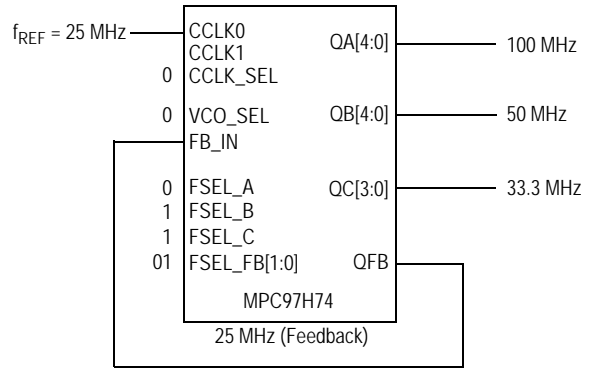 fREF = 25 MHz
CCLK0
CCLK1
0 CCLK_SEL
0 VCO_SEL
FB_IN
0 FSEL_A
1 FSEL_B
1 FSEL_C
01 FSEL_FB[1:0]
QA[4:0] 100 MHz
QB[4:0] 50 MHz
QC[3:0] 33.3 MHz
QFB
MPC97H74
25 MHz (Feedback)